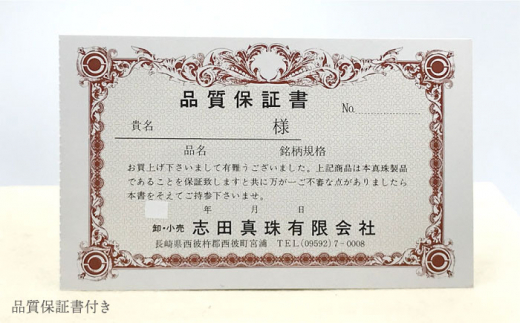 品質保証書
No.
貴名 様
品名 銘柄規格
お買上げ下さいまして有難うございました。上記商品は本真珠製品
であることを保証致しますと共に万が一ご不審な点がありましたら
本書をそえてご持参下さいませ。
年 月 日
卸・小売 志田真珠有限会社
長崎県西彼杵郡西彼町宮浦 TEL(09592)7-0008
品質保証書付き